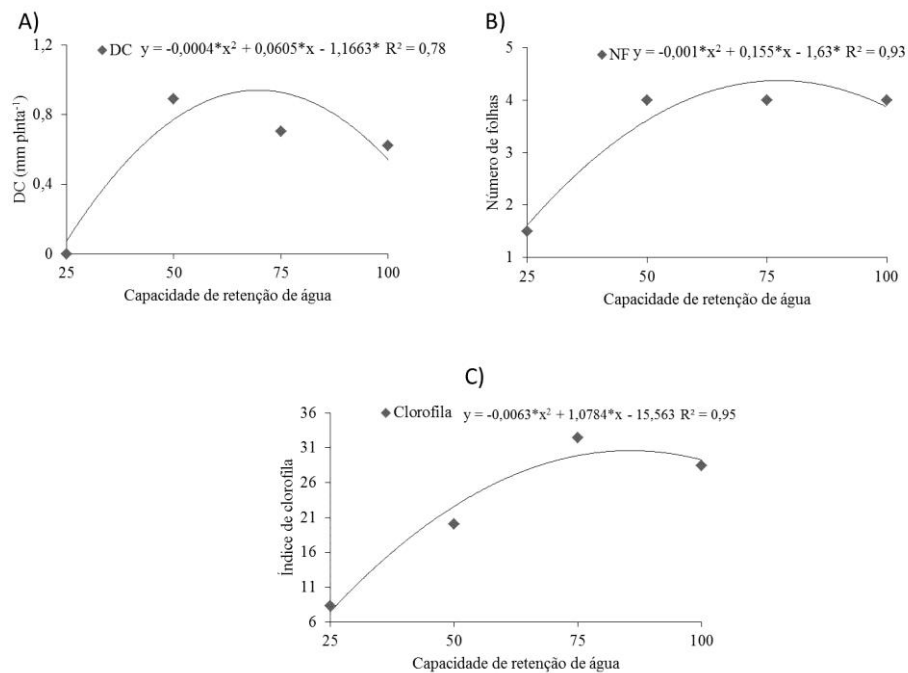 A)
DC y = -0,0004*x² + 0,0605*x - 1,1663* R² = 0,78
1,2
0,8
0,4
0
DC (mm plnta⁻¹)
25 50 75 100
Capacidade de retenção de água
B)
NF y = -0,001*x² + 0,155*x - 1,63* R² = 0,93
5
4
3
2
1
Número de folhas
25 50 75 100
Capacidade de retenção de água
C)
Clorofila y = -0,0063*x² + 1,0784*x - 15,563 R² = 0,95
36
31
26
21
16
11
6
Índice de clorofila
25 50 75 100
Capacidade de retenção de água